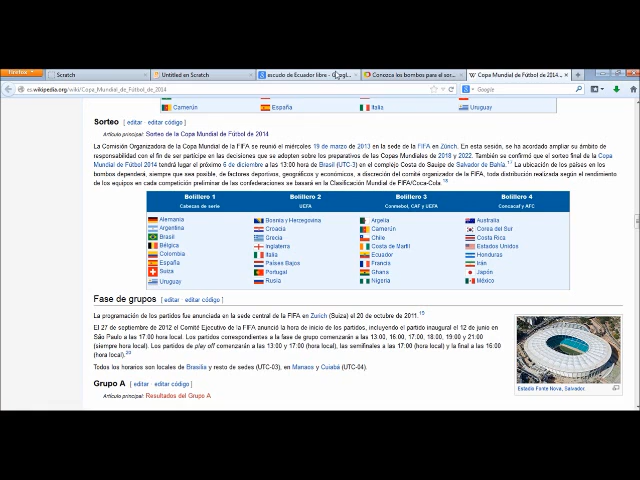 Firefox
Scratch
Untitled en Scratch
escudo de Ecuador libre - Googl...
Conozca los bombos para el sor...
Copa Mundial de Fútbol de 2014...
es.wikipedia.org/wiki/Copa_Mundial_de_Fútbol_de_2014
Google
Camerún España Italia Uruguay
Sorteo [ editar · editar código ]
Artículo principal: Sorteo de la Copa Mundial de Fútbol de 2014
La Comisión Organizadora de la Copa Mundial de la FIFA se reunió el miércoles 19 de marzo de 2013 en la sede de la FIFA en Zúrich. En esta sesión, se ha acordado ampliar su ámbito de
responsabilidad con el fin de ser partícipe en las decisiones que se adopten sobre los preparativos de las Copas Mundiales de 2018 y 2022. También se confirmó que el sorteo final de la Copa
Mundial de Fútbol 2014 tendrá lugar el próximo 6 de diciembre a las 13:00 hora de Brasil (UTC-3) en el complejo Costa do Sauipe de Salvador de Bahía.17 La ubicación de los países en los
bombos dependerá, siempre que sea posible, de factores deportivos, geográficos y económicos, a discreción del comité organizador de la FIFA, toda distribución realizada según el rendimiento
de los equipos en cada competición preliminar de las confederaciones se basará en la Clasificación Mundial de FIFA/Coca-Cola.18
Bolillero 1 Bolillero 2 Bolillero 3 Bolillero 4
Cabezas de serie UEFA Conmebol, CAF y UEFA Concacaf y AFC
Alemania Bosnia y Herzegovina Argelia Australia
Argentina Croacia Camerún Corea del Sur
Brasil Grecia Chile Costa Rica
Bélgica Inglaterra Costa de Marfil Estados Unidos
Colombia Italia Ecuador Honduras
España Países Bajos Francia Irán
Suiza Portugal Ghana Japón
Uruguay Rusia Nigeria México
Fase de grupos [ editar · editar código ]
La programación de los partidos fue anunciada en la sede central de la FIFA en Zúrich (Suiza) el 20 de octubre de 2011.19
El 27 de septiembre de 2012 el Comité Ejecutivo de la FIFA anunció la hora de inicio de los partidos, incluyendo el partido inaugural el 12 de junio en
São Paulo a las 17:00 hora local. Los partidos correspondientes a la fase de grupo comenzarán a las 13:00, 16:00, 17:00, 18:00, 19:00 y 21:00
(siempre hora local). Los partidos de play off comenzarán a las 13:00 y 17:00 (hora local), las semifinales a las 17:00 (hora local) y la final a las 16:00
(hora local).20
Todos los horarios son locales de Brasilia y resto de sedes (UTC-03), en Manaos y Cuiabá (UTC-04).
Estadio Fonte Nova, Salvador.
Grupo A [ editar · editar código ]
Artículo principal: Resultados del Grupo A